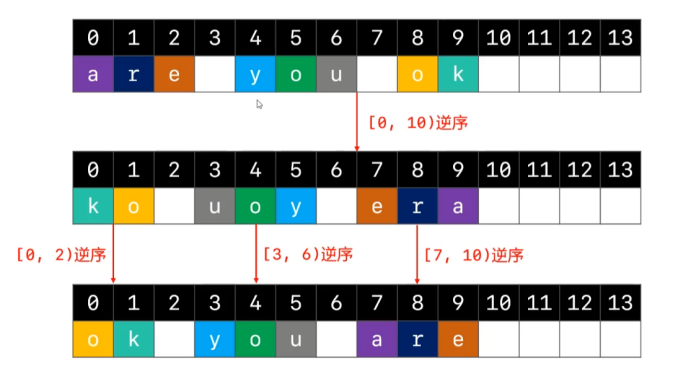 0 1 2 3 4 5 6 7 8 9 10 11 12 13
a r e y o u o k
[0, 10)逆序
0 1 2 3 4 5 6 7 8 9 10 11 12 13
k o u o y e r a
[0, 2)逆序 [3, 6)逆序 [7, 10)逆序
0 1 2 3 4 5 6 7 8 9 10 11 12 13
o k y o u a r e